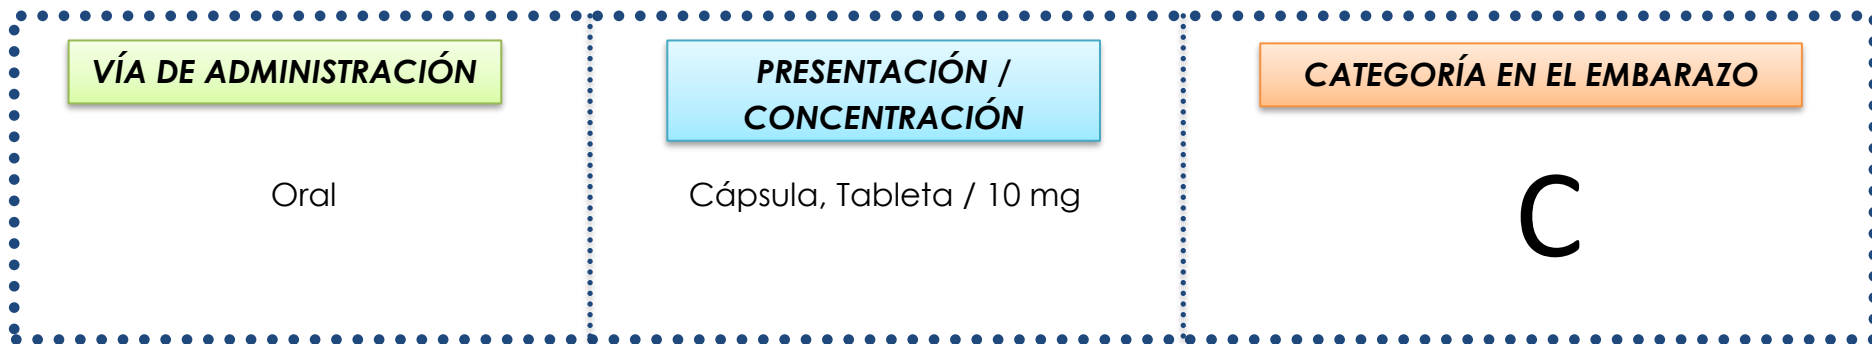 VÍA DE ADMINISTRACIÓN
Oral
PRESENTACIÓN /
CONCENTRACIÓN
Cápsula, Tableta / 10 mg
CATEGORÍA EN EL EMBARAZO
C